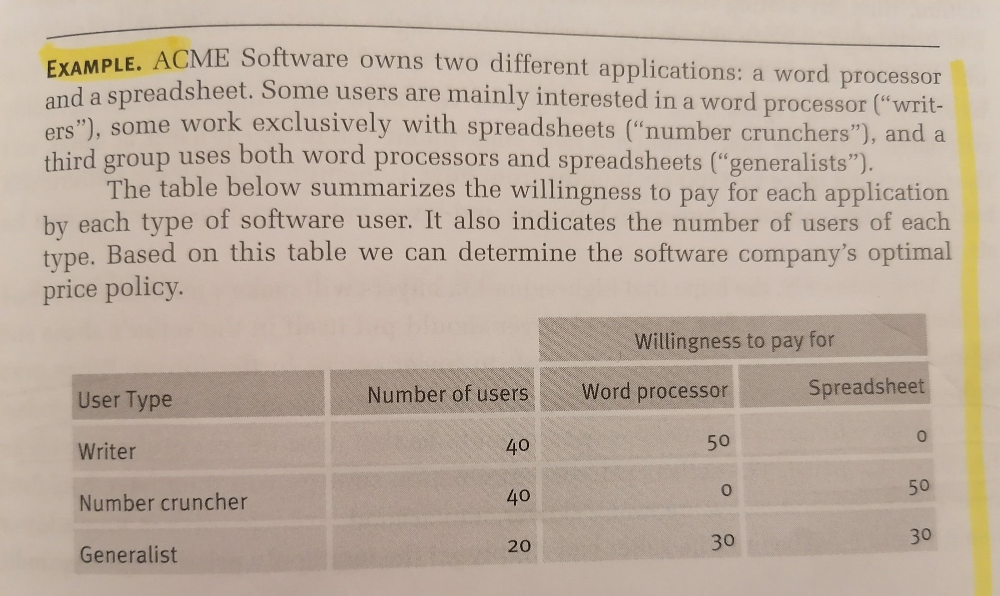 EXAMPLE. ACME Software owns two different applications: a word processor
and a spreadsheet. Some users are mainly interested in a word processor (“writ-
ers”), some work exclusively with spreadsheets (“number crunchers”), and a
third group uses both word processors and spreadsheets (“generalists”).
The table below summarizes the willingness to pay for each application
by each type of software user. It also indicates the number of users of each
type. Based on this table we can determine the software company’s optimal
price policy.
Willingness to pay for
User Type Number of users Word processor Spreadsheet
Writer 40 50 0
Number cruncher 40 0 50
Generalist 20 30 30